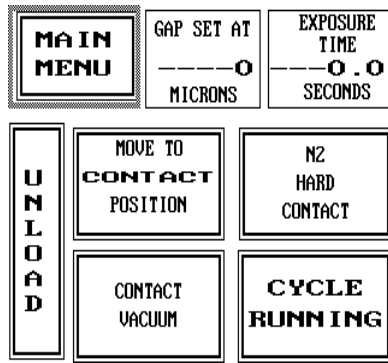 MAIN
MENU
GAP SET AT
----0
MICRONS
EXPOSURE
TIME
---0.0
SECONDS
UNLOAD
MOVE TO
CONTACT
POSITION
N2
HARD
CONTACT
CONTACT
VACUUM
CYCLE
RUNNING